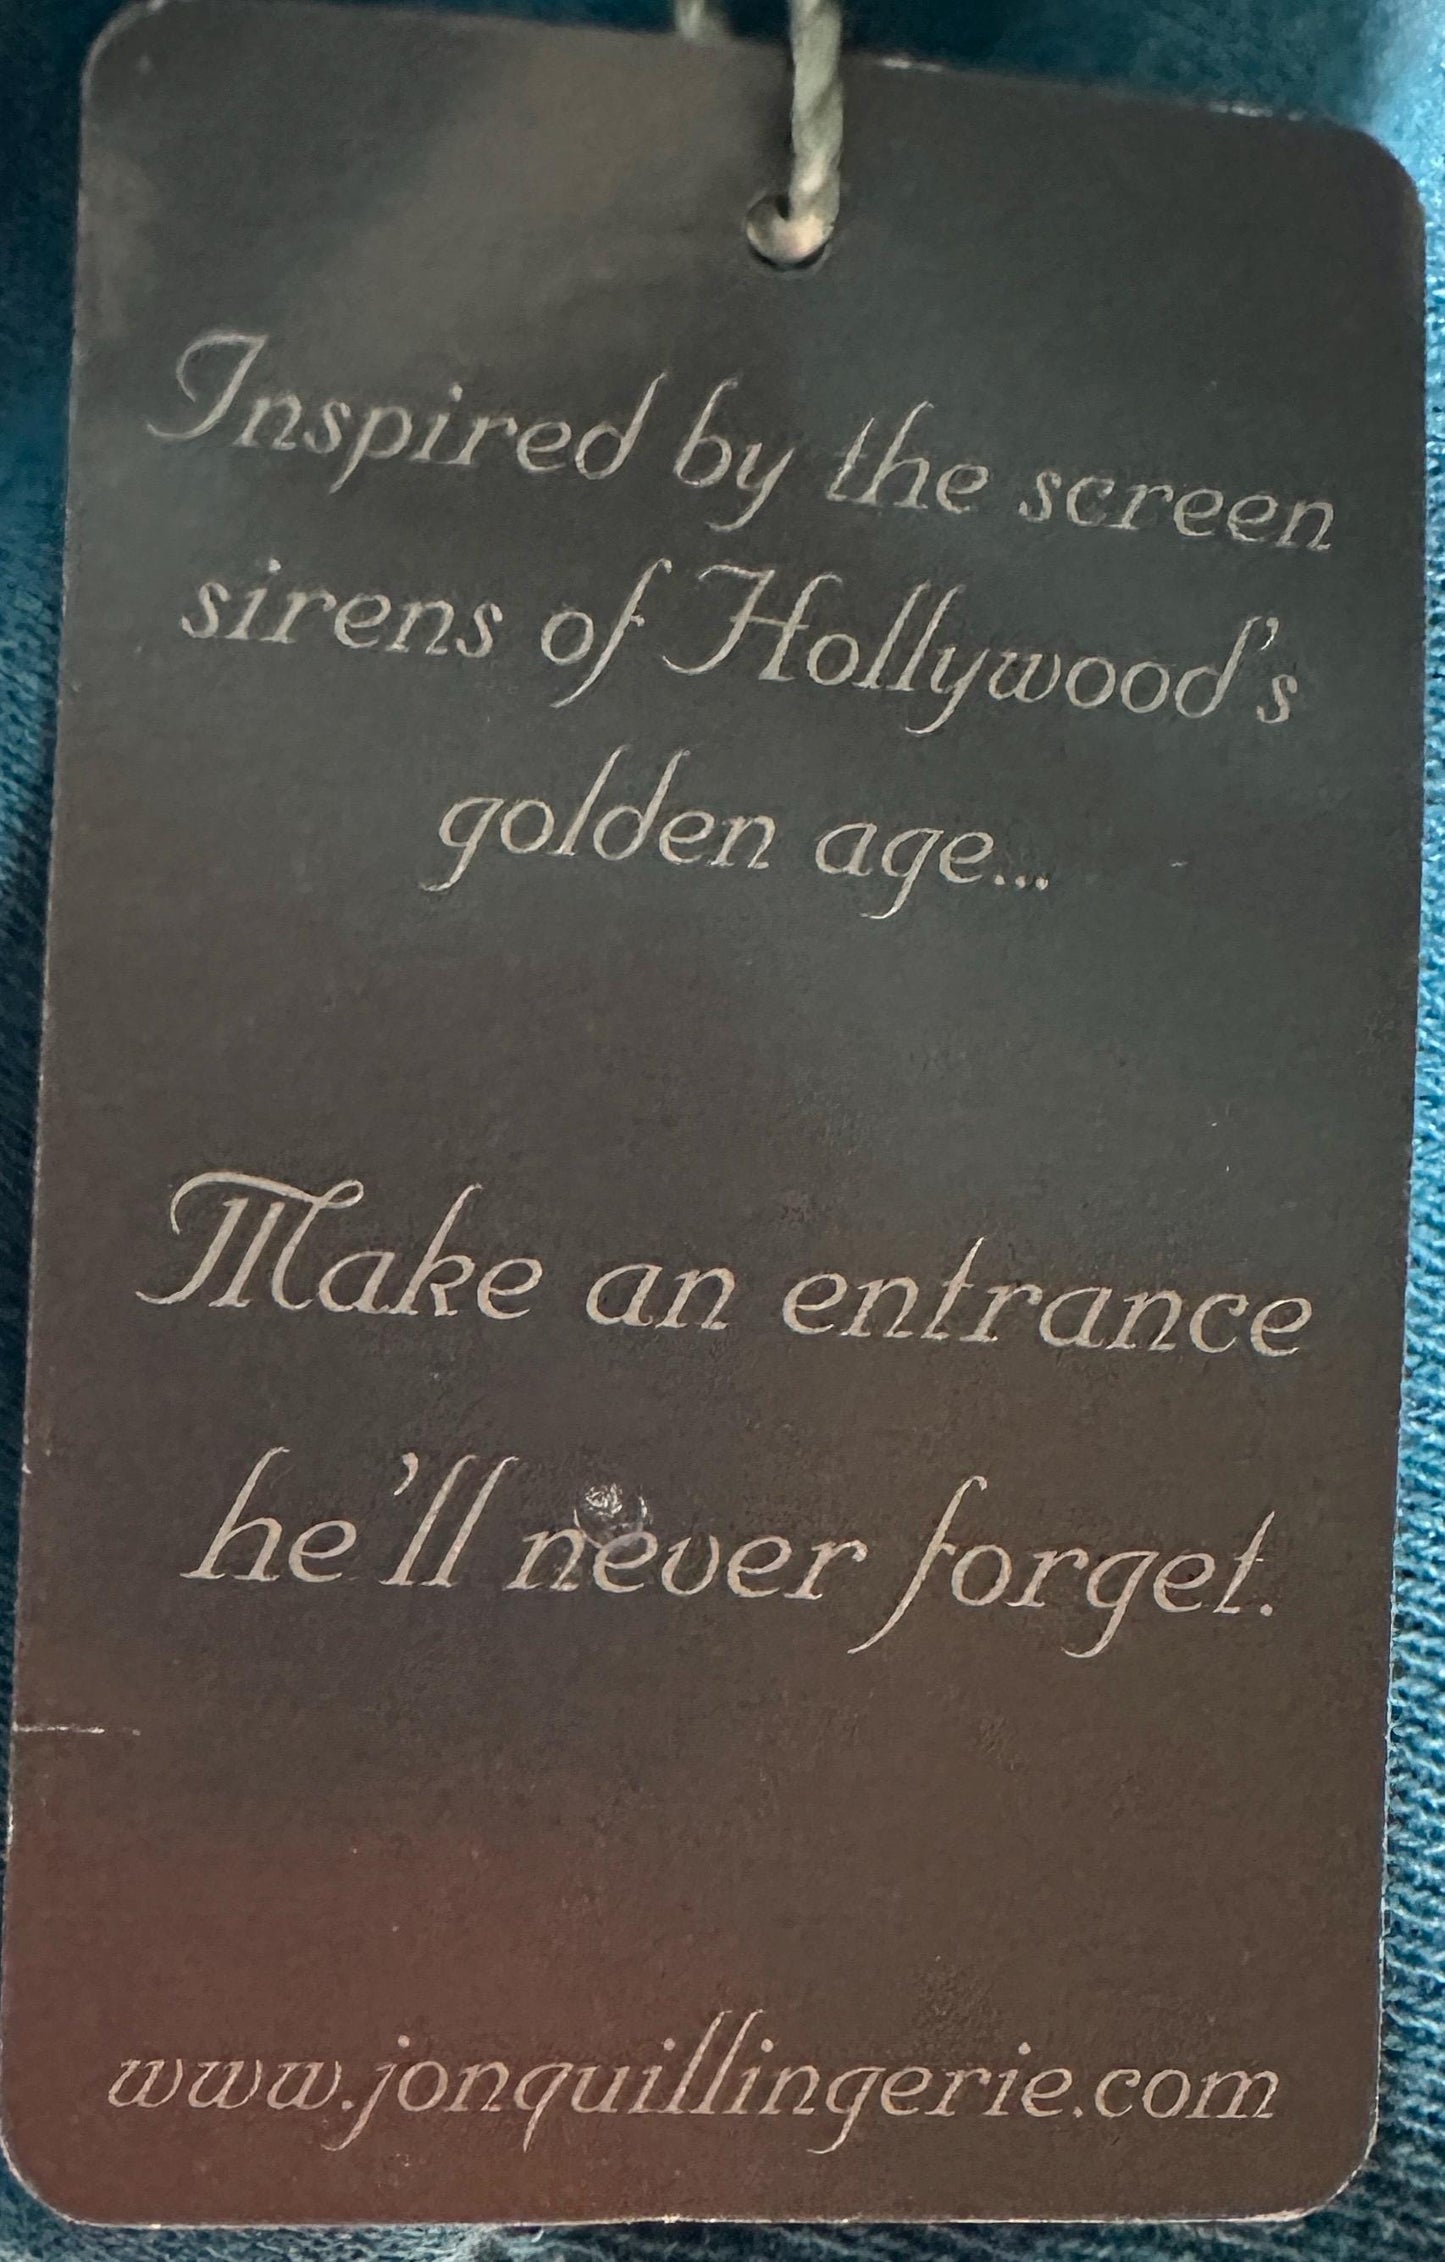 Inspired by the screen
sirens of Hollywood's
golden age...
Make an entrance
he'll never forget.
www.jonquillingerie.com